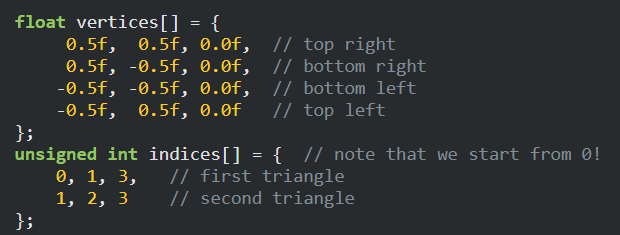 float vertices[] = {
     0.5f,  0.5f, 0.0f,  // top right
     0.5f, -0.5f, 0.0f,  // bottom right
    -0.5f, -0.5f, 0.0f,  // bottom left
    -0.5f,  0.5f, 0.0f   // top left
};
unsigned int indices[] = {  // note that we start from 0!
    0, 1, 3,   // first triangle
    1, 2, 3    // second triangle
};